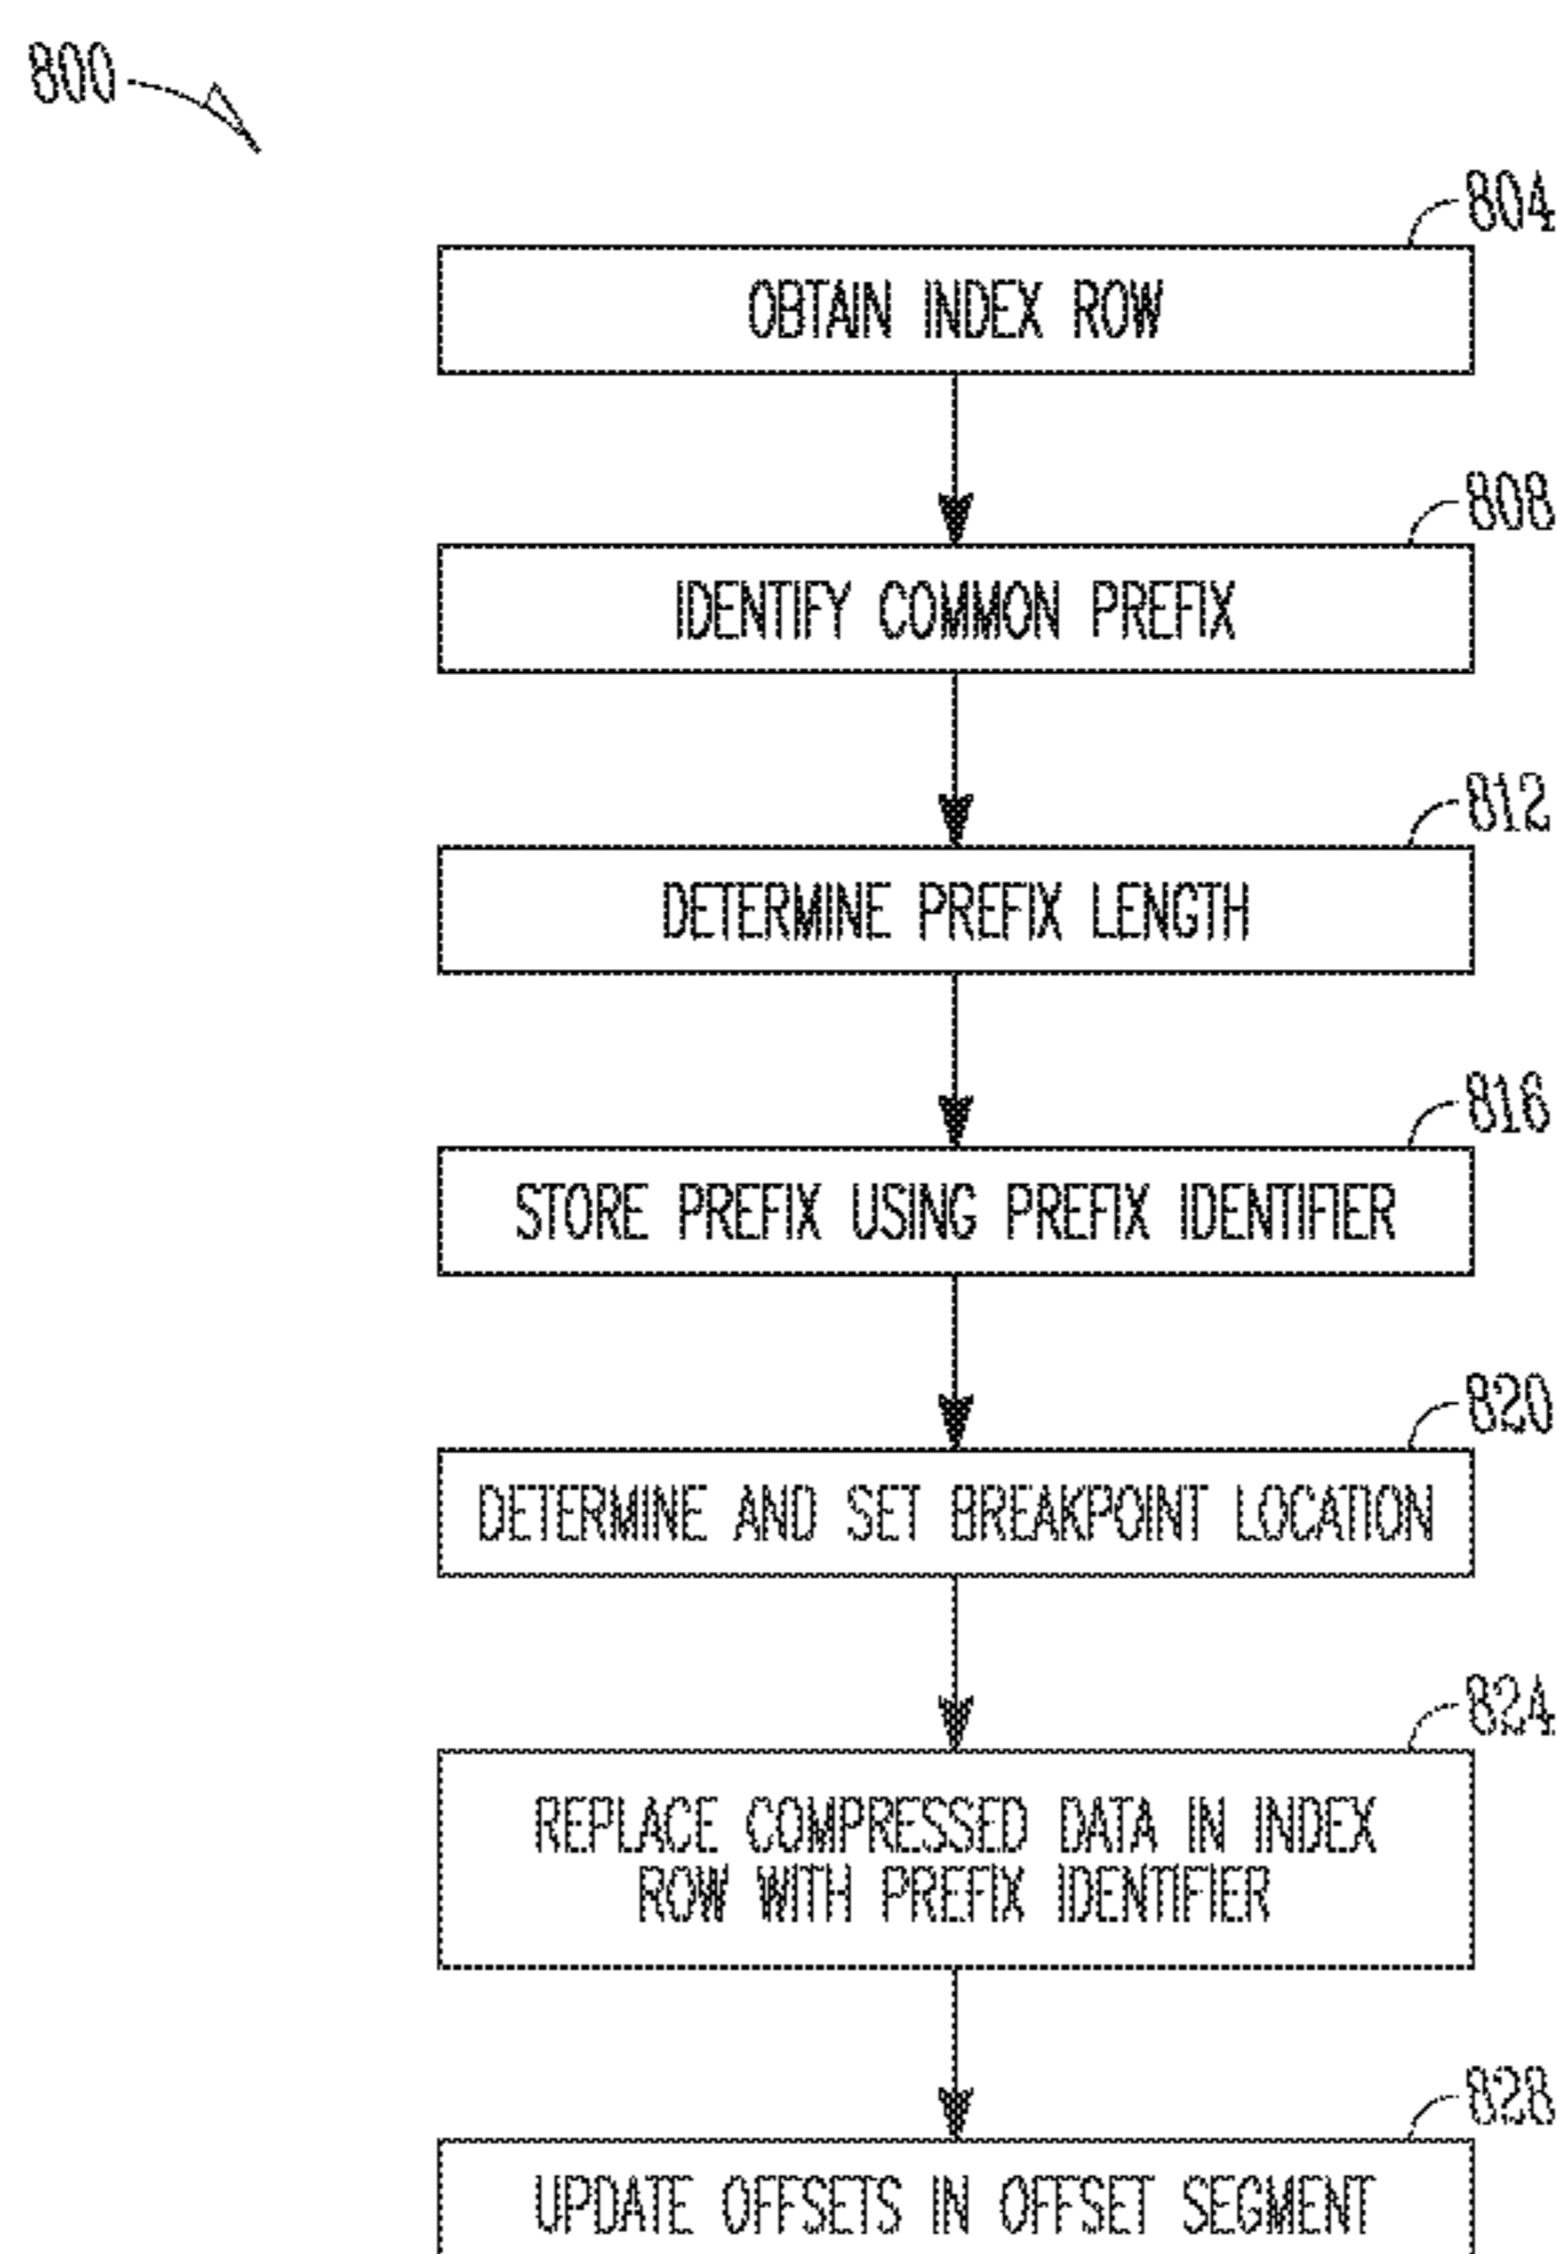 800
804
OBTAIN INDEX ROW
808
IDENTIFY COMMON PREFIX
812
DETERMINE PREFIX LENGTH
816
STORE PREFIX USING PREFIX IDENTIFIER
820
DETERMINE AND SET BREAKPOINT LOCATION
824
REPLACE COMPRESSED DATA IN INDEX
ROW WITH PREFIX IDENTIFIER
828
UPDATE OFFSETS IN OFFSET SEGMENT